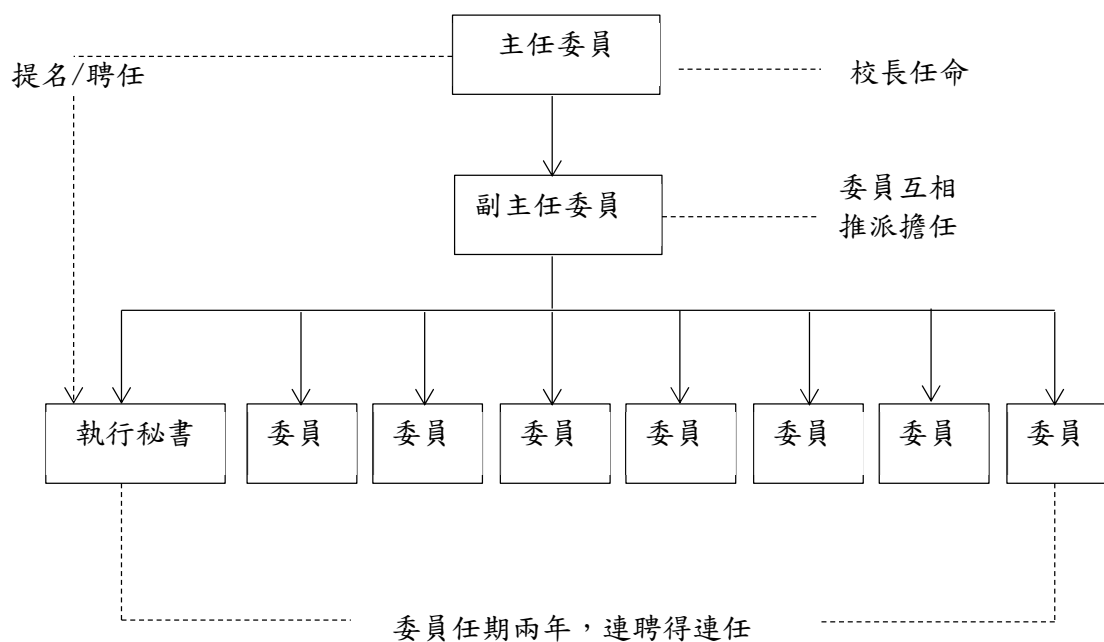 主任委員
提名/聘任
校長任命
副主任委員
委員互相
推派擔任
執行秘書
委員
委員
委員
委員
委員
委員
委員
委員任期兩年，連聘得連任